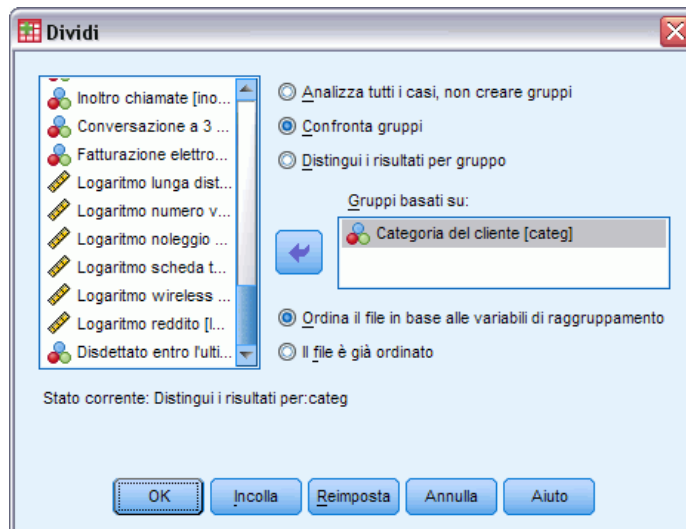 Dividi
Inoltro chiamate [ino...
Conversazione a 3 ...
Fatturazione elettro...
Logaritmo lunga dist...
Logaritmo numero v...
Logaritmo noleggio ...
Logaritmo scheda t...
Logaritmo wireless ...
Logaritmo reddito [l...
Disdettato entro l'ulti...
Analizza tutti i casi, non creare gruppi
Confronta gruppi
Distingui i risultati per gruppo
Gruppi basati su:
Categoria del cliente [categ]
Ordina il file in base alle variabili di raggruppamento
Il file è già ordinato
Stato corrente: Distingui i risultati per:categ
OK
Incolla
Reimposta
Annulla
Aiuto